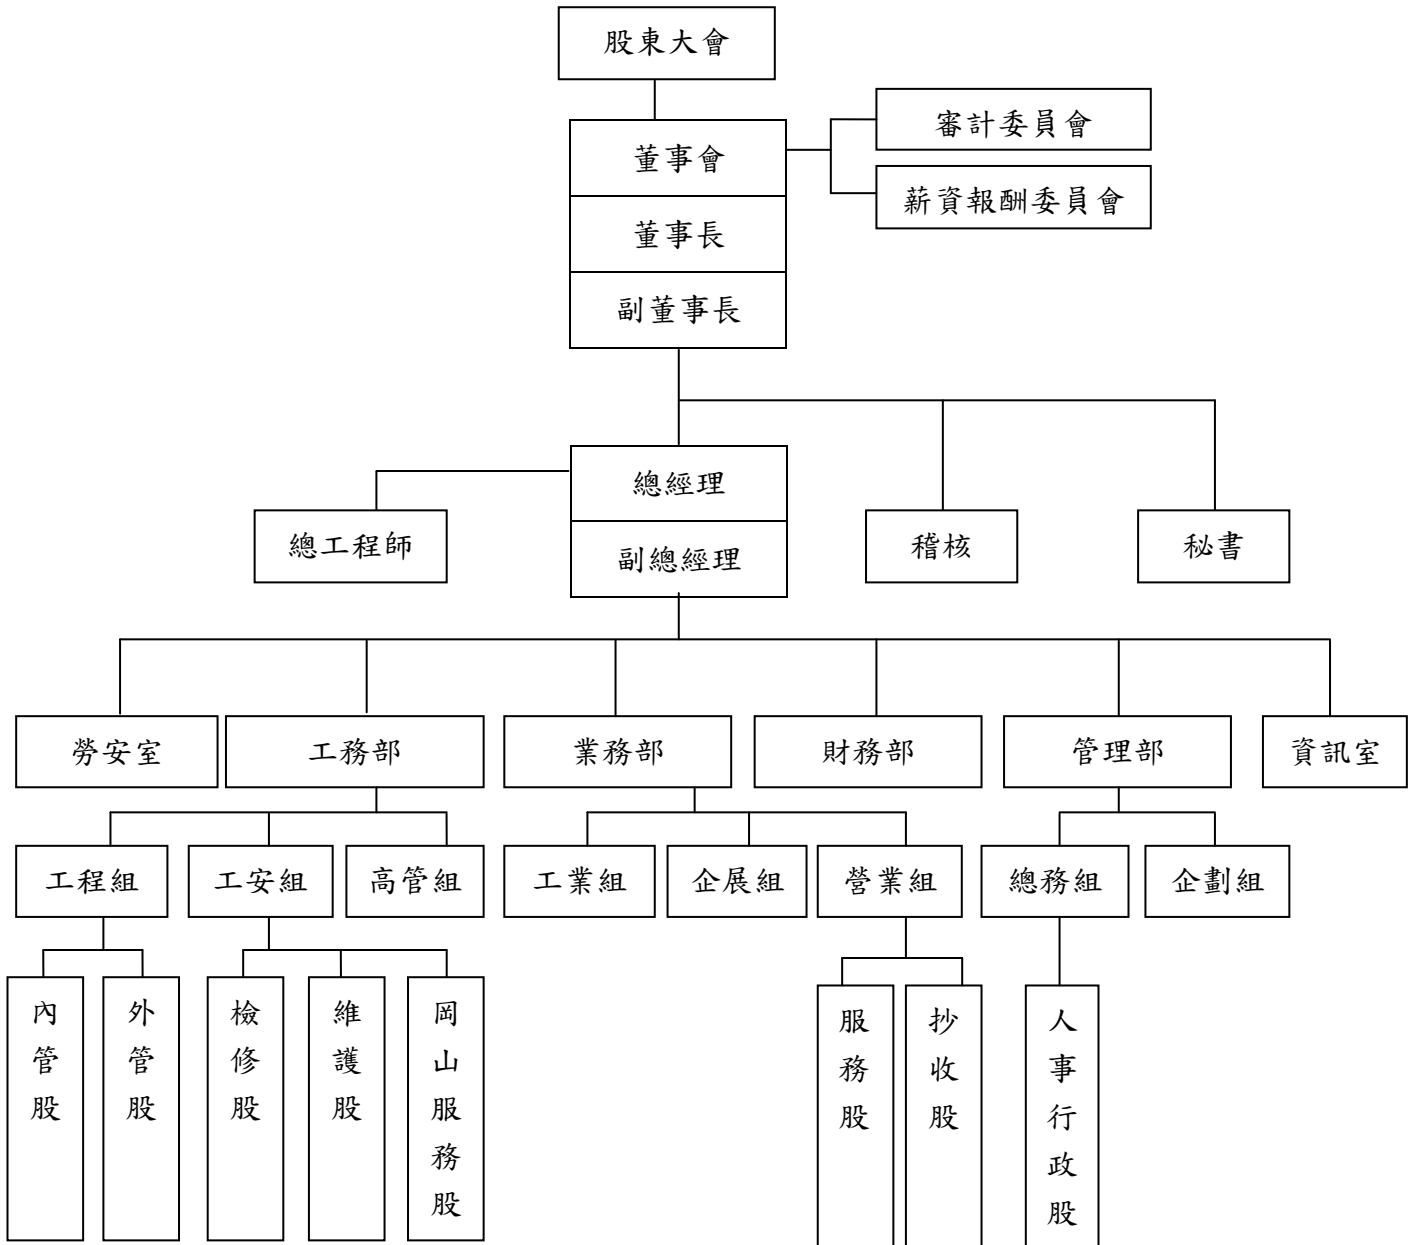 股東大會
審計委員會
董事會
薪資報酬委員會
董事長
副董事長
總經理
總工程師
副總經理
稽核
秘書
勞安室
工務部
業務部
財務部
管理部
資訊室
工程組
工安組
高管組
工業組
企展組
營業組
總務組
企劃組
內管股
外管股
檢修股
維護股
岡山服務股
服務股
抄收股
人事行政股